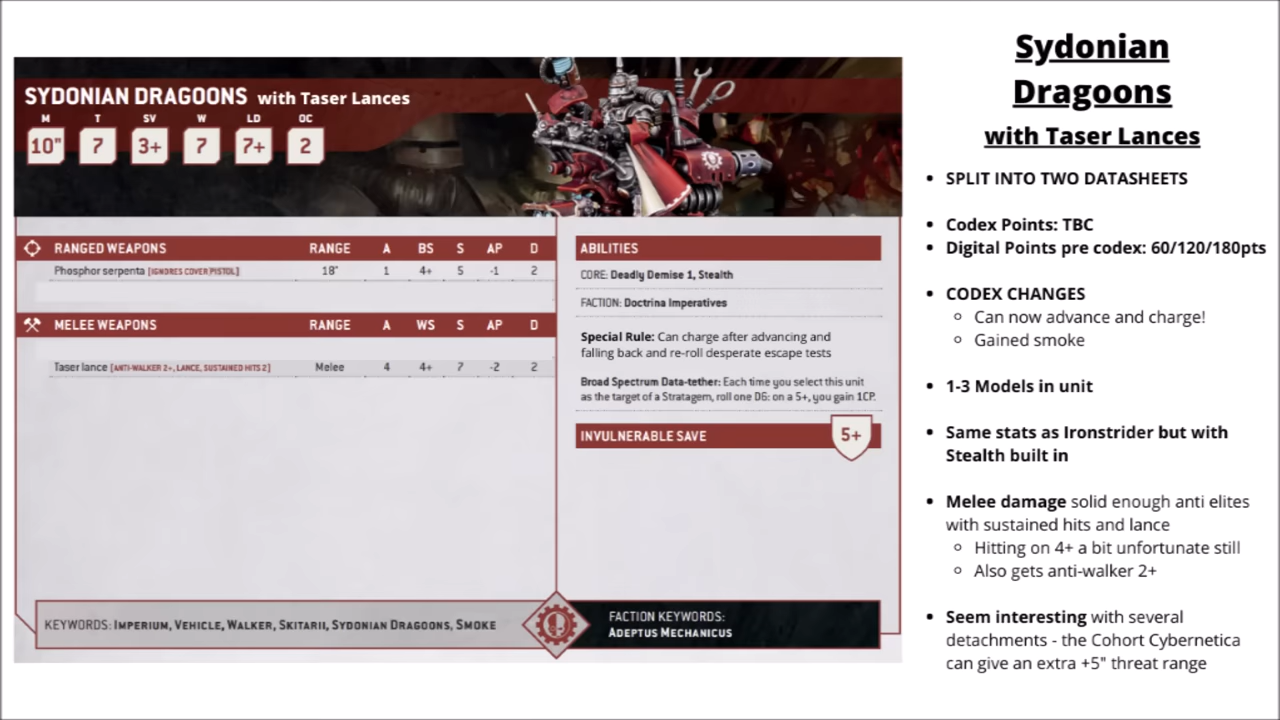 SYDONIAN DRAGOONS with Taser Lances
M T SV W LD OC
10" 7 3+ 7 7+ 2
RANGED WEAPONS RANGE A BS S AP D
Phosphor serpenta [IGNORES COVER PISTOL] 18" 1 4+ 5 -1 2
MELEE WEAPONS RANGE A WS S AP D
Taser lance [ANTI-WALKER 2+, LANCE, SUSTAINED HITS 2] Melee 4 4+ 7 -2 2
ABILITIES
CORE: Deadly Demise 1, Stealth
FACTION: Doctrina Imperatives
Special Rule: Can charge after advancing and
falling back and re-roll desperate escape tests
Broad Spectrum Data-tether: Each time you select this unit
as the target of a Stratagem, roll one D6: on a 5+, you gain 1CP.
INVULNERABLE SAVE 5+
KEYWORDS: IMPERIUM, VEHICLE, WALKER, SKITARII, SYDONIAN DRAGOONS, SMOKE
FACTION KEYWORDS:
ADEPTUS MECHANICUS
Sydonian
Dragoons
with Taser Lances
• SPLIT INTO TWO DATASHEETS
• Codex Points: TBC
• Digital Points pre codex: 60/120/180pts
• CODEX CHANGES
○ Can now advance and charge!
○ Gained smoke
• 1-3 Models in unit
• Same stats as Ironstrider but with
Stealth built in
• Melee damage solid enough anti elites
with sustained hits and lance
○ Hitting on 4+ a bit unfortunate still
○ Also gets anti-walker 2+
• Seem interesting with several
detachments - the Cohort Cybernetica
can give an extra +5" threat range